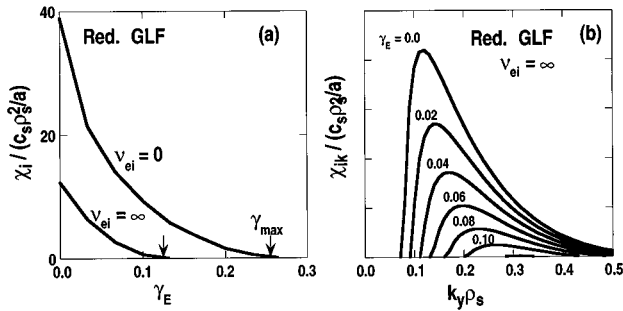 40
20
0
χi / (csρs²/a)
Red. GLF
(a)
νei = 0
νei = ∞
γmax
0.0
0.1
0.2
0.3
γE
χik / (csρs²/a)
γE = 0.0
Red. GLF
(b)
νei = ∞
0.02
0.04
0.06
0.08
0.10
0.0
0.1
0.2
0.3
0.4
0.5
kyρs